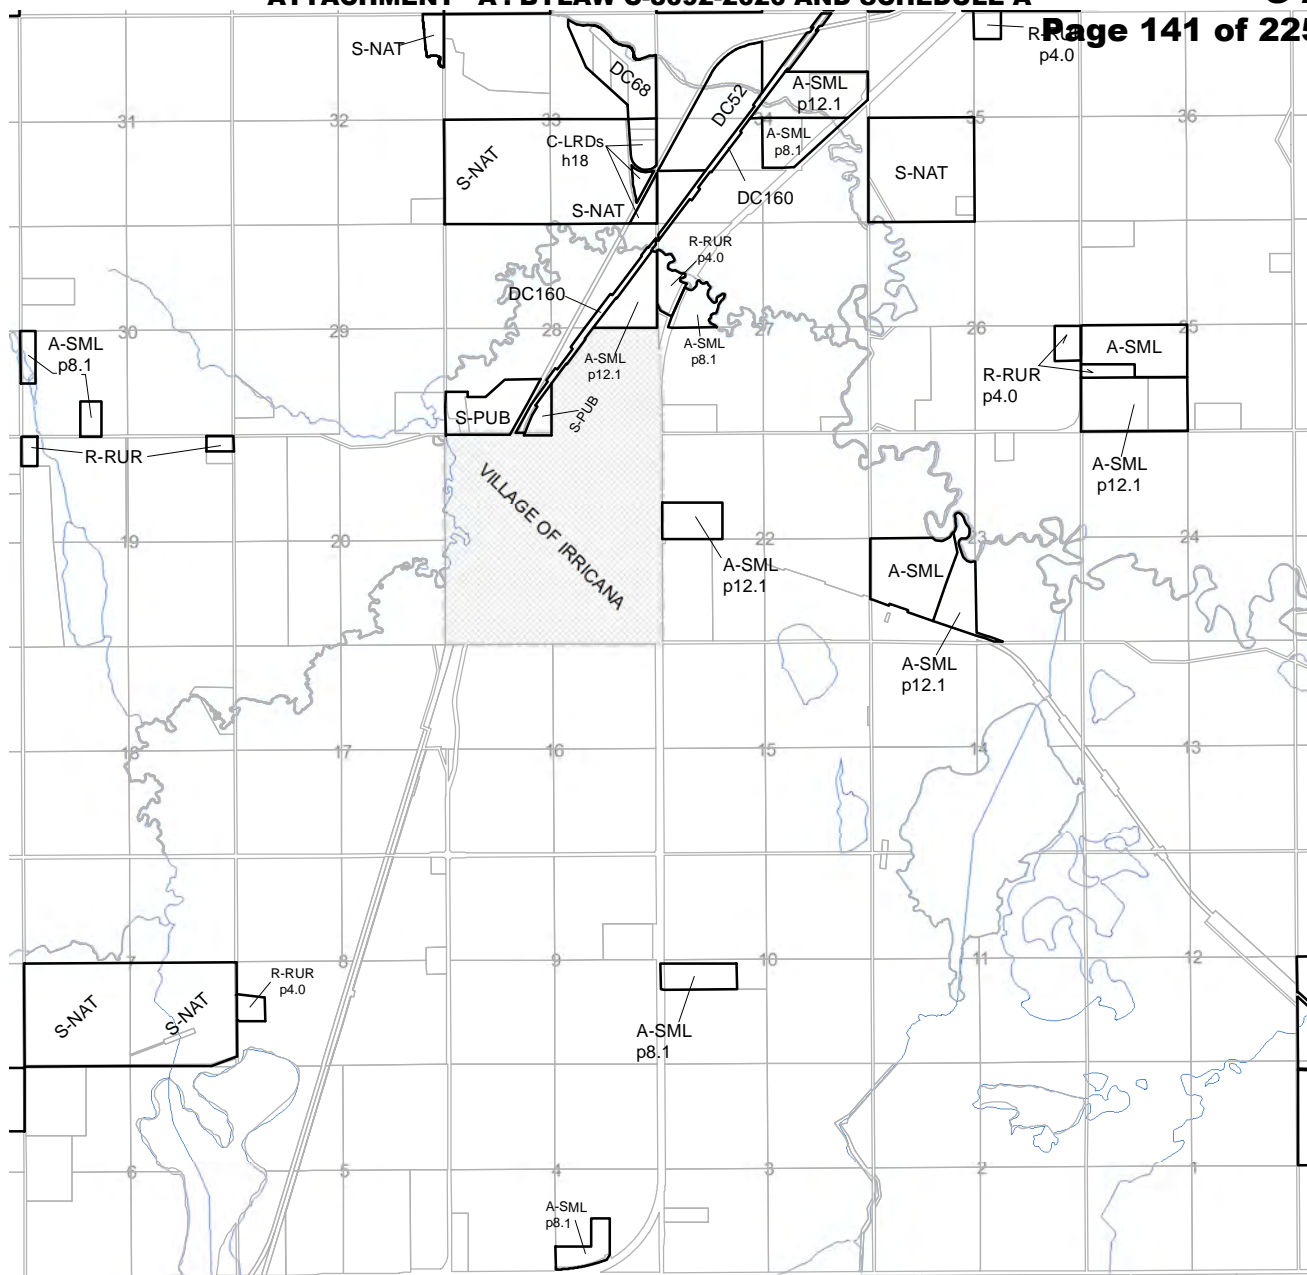 Page 141 of 225
S-NAT
R-RUR
p4.0
DC68
DC52
A-SML
p12.1
31
32
33
34
35
36
C-LRDs
h18
A-SML
p8.1
S-NAT
S-NAT
S-NAT
DC160
R-RUR
p4.0
DC160
30
29
28
27
26
25
A-SML
p8.1
A-SML
p12.1
A-SML
p8.1
A-SML
R-RUR
p4.0
S-PUB
S-PUB
R-RUR
A-SML
p12.1
VILLAGE OF IRRICANA
19
20
22
23
24
A-SML
p12.1
A-SML
A-SML
p12.1
18
17
16
15
14
13
7
8
9
10
11
12
S-NAT
S-NAT
R-RUR
p4.0
A-SML
p8.1
6
5
4
3
2
1
A-SML
p8.1